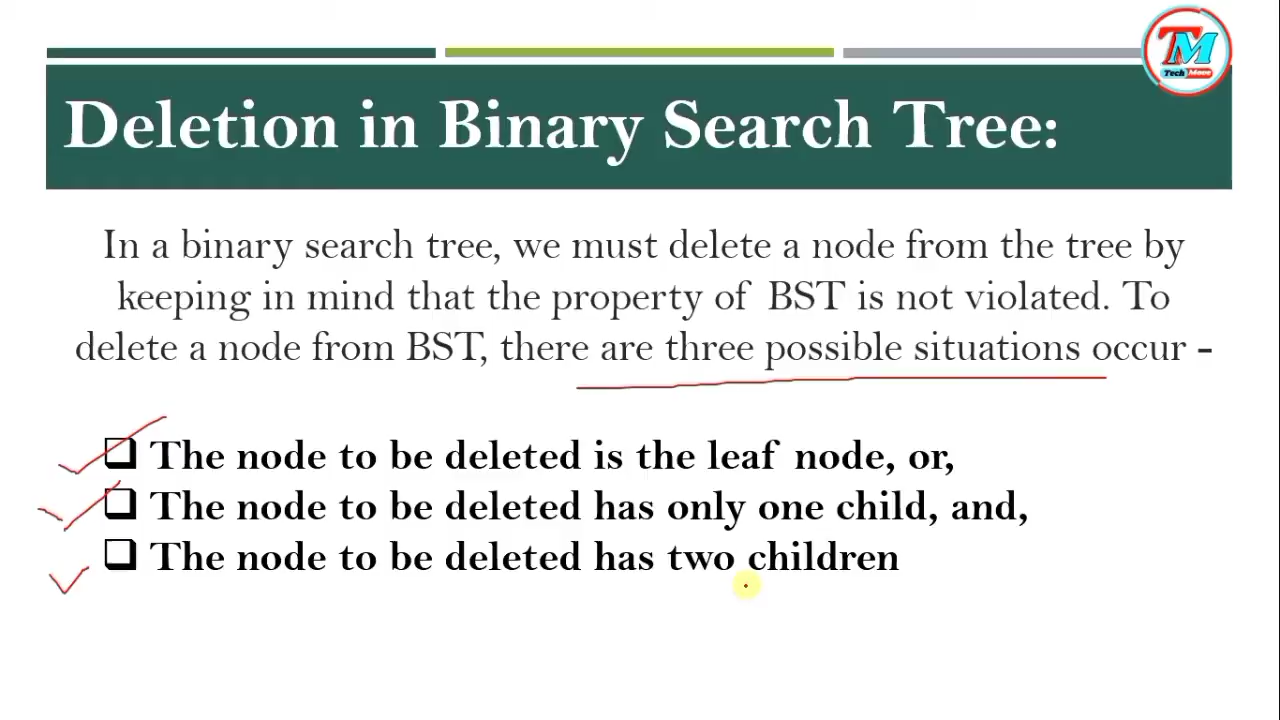 TM
Tech Move
Deletion in Binary Search Tree:
In a binary search tree, we must delete a node from the tree by
keeping in mind that the property of BST is not violated. To
delete a node from BST, there are three possible situations occur -
❑ The node to be deleted is the leaf node, or,
❑ The node to be deleted has only one child, and,
❑ The node to be deleted has two children